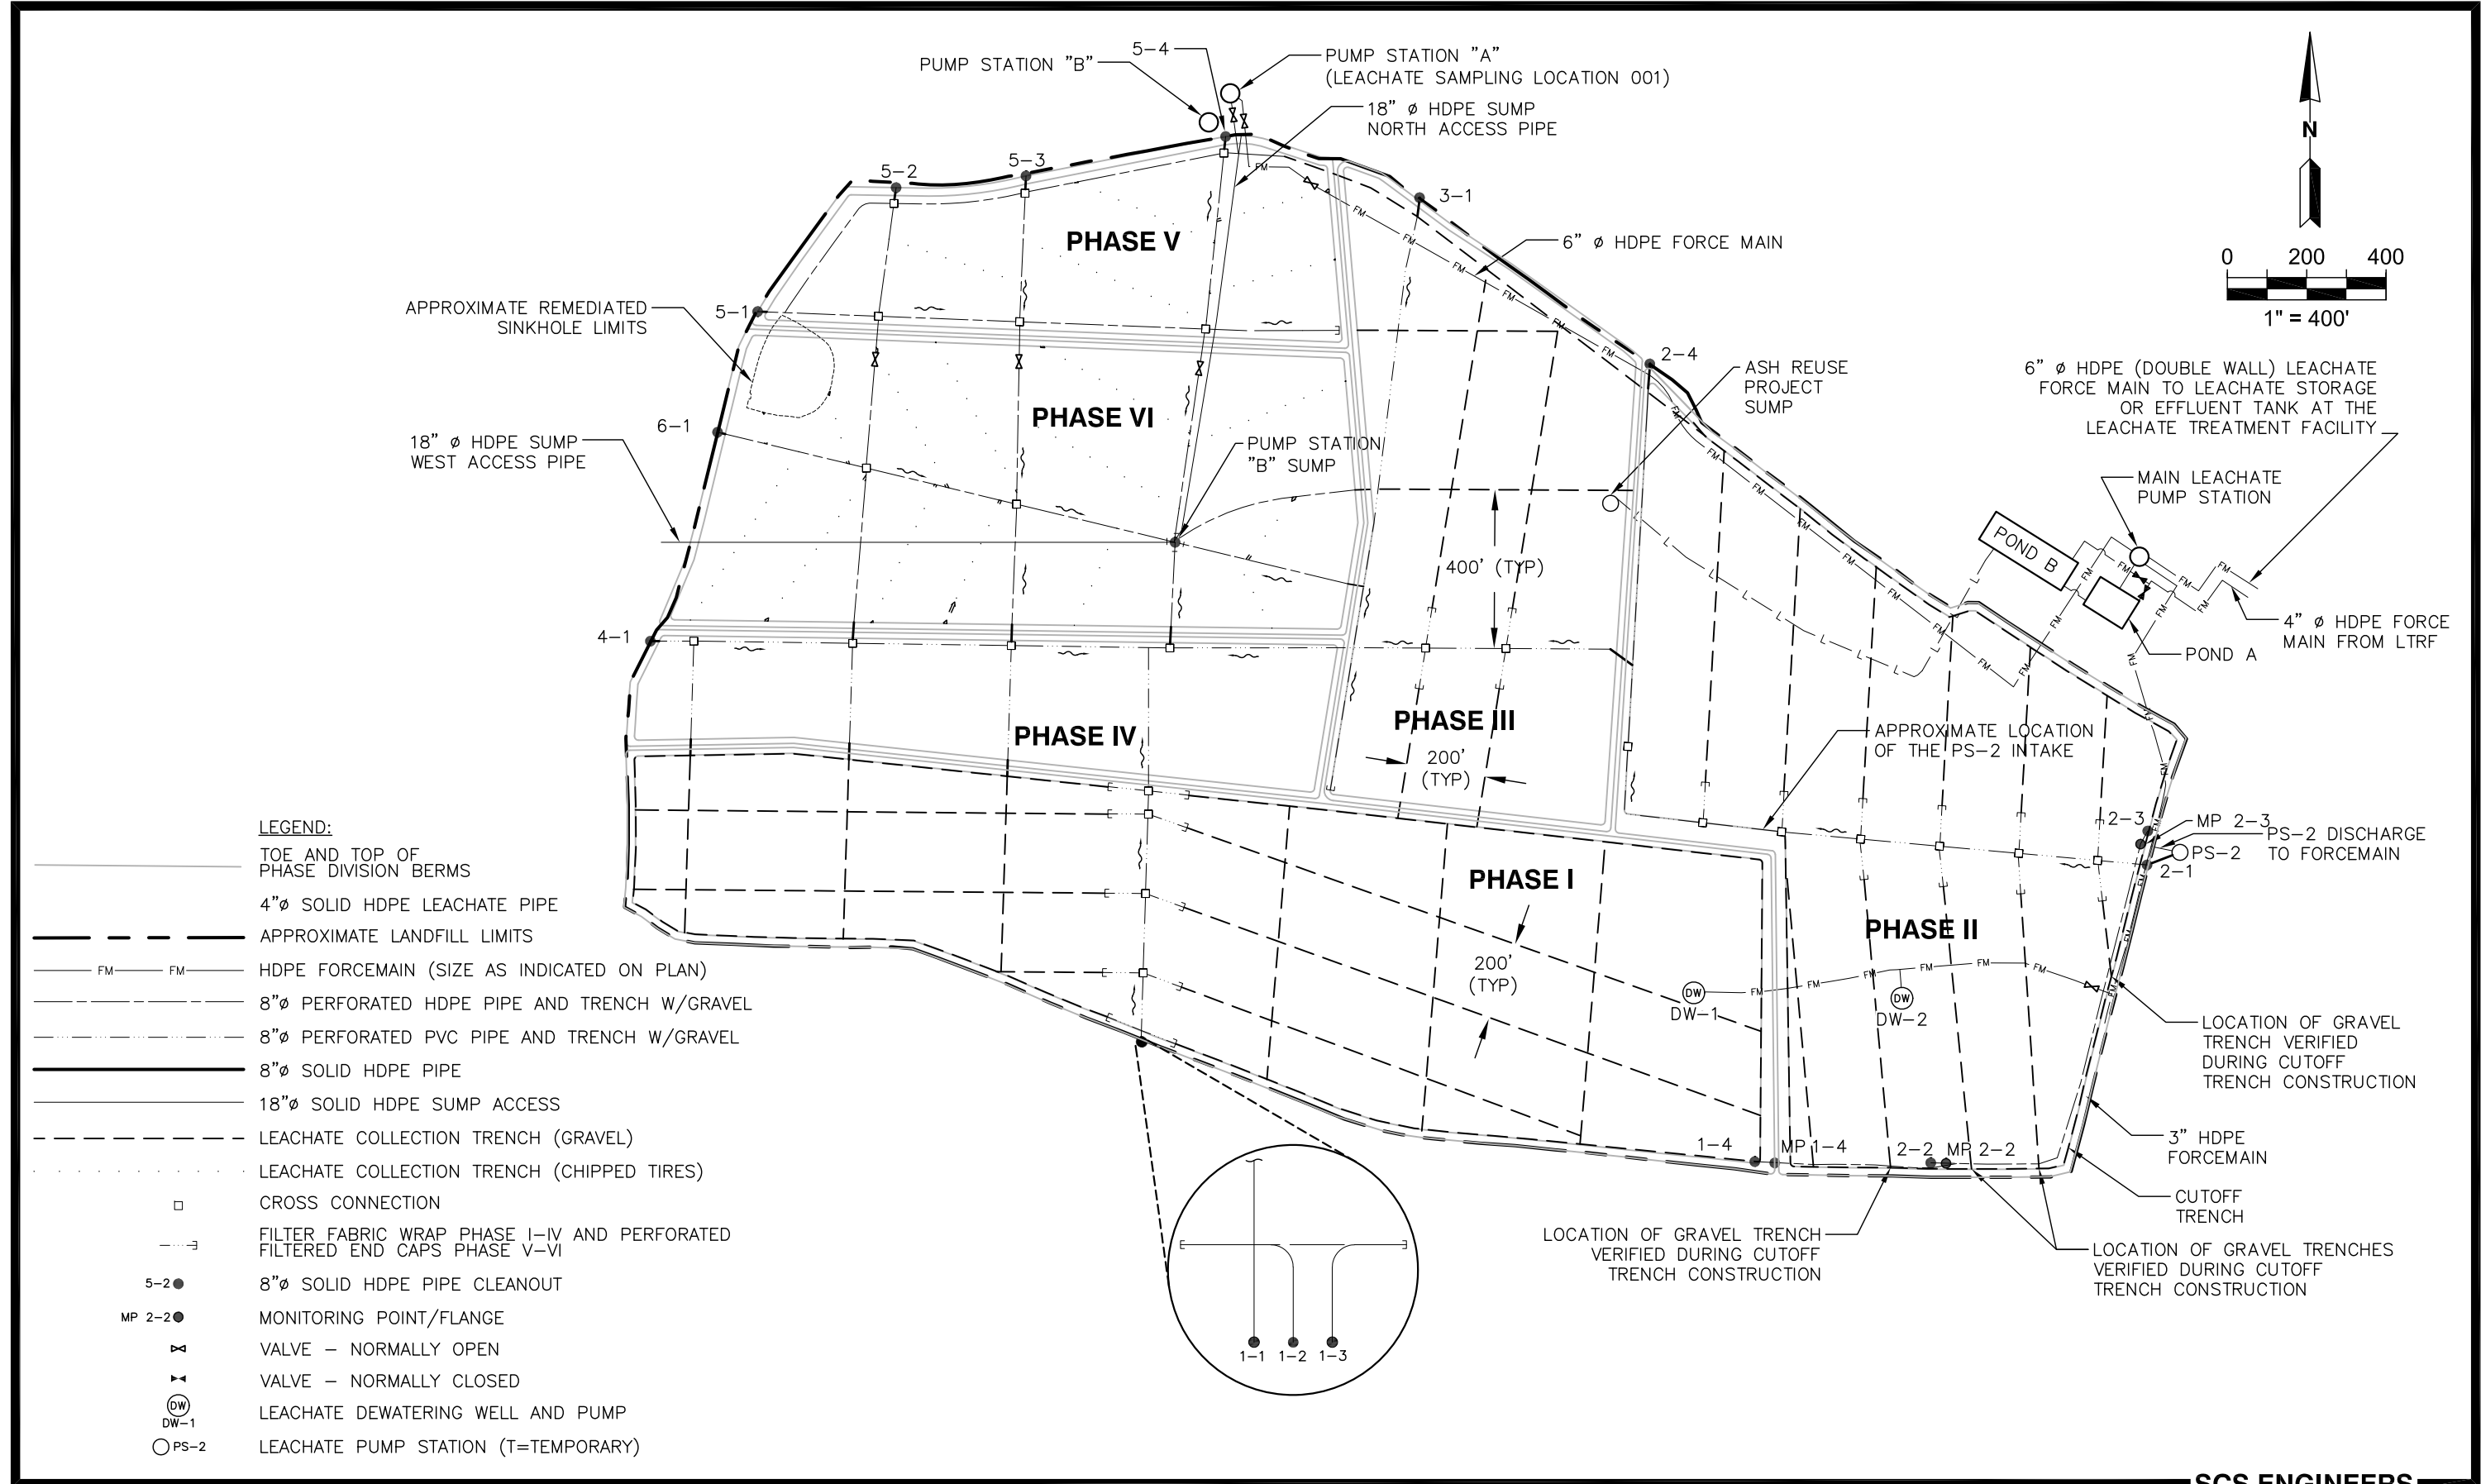 5-4
PUMP STATION "B"
PUMP STATION "A"
(LEACHATE SAMPLING LOCATION 001)
18" ø HDPE SUMP
NORTH ACCESS PIPE
N
5-2
5-3
3-1
PHASE V
6" ø HDPE FORCE MAIN
0 200 400
1" = 400'
APPROXIMATE REMEDIATED
SINKHOLE LIMITS
5-1
2-4
ASH REUSE
PROJECT
SUMP
6" ø HDPE (DOUBLE WALL) LEACHATE
FORCE MAIN TO LEACHATE STORAGE
OR EFFLUENT TANK AT THE
LEACHATE TREATMENT FACILITY
PHASE VI
6-1
18" ø HDPE SUMP
WEST ACCESS PIPE
PUMP STATION
"B" SUMP
MAIN LEACHATE
PUMP STATION
POND B
400' (TYP)
4" ø HDPE FORCE
MAIN FROM LTRF
POND A
4-1
PHASE IV
PHASE III
200'
(TYP)
APPROXIMATE LOCATION
OF THE PS-2 INTAKE
2-3
MP 2-3
PS-2 DISCHARGE
TO FORCEMAIN
PS-2
2-1
PHASE I
PHASE II
200'
(TYP)
DW
DW-1
DW
DW-2
FM
L
LOCATION OF GRAVEL
TRENCH VERIFIED
DURING CUTOFF
TRENCH CONSTRUCTION
3" HDPE
FORCEMAIN
CUTOFF
TRENCH
1-4
MP 1-4
2-2
MP 2-2
LOCATION OF GRAVEL TRENCH
VERIFIED DURING CUTOFF
TRENCH CONSTRUCTION
LOCATION OF GRAVEL TRENCHES
VERIFIED DURING CUTOFF
TRENCH CONSTRUCTION
1-1 1-2 1-3
LEGEND:
TOE AND TOP OF
PHASE DIVISION BERMS
4"ø SOLID HDPE LEACHATE PIPE
APPROXIMATE LANDFILL LIMITS
FM FM HDPE FORCEMAIN (SIZE AS INDICATED ON PLAN)
8"ø PERFORATED HDPE PIPE AND TRENCH W/GRAVEL
8"ø PERFORATED PVC PIPE AND TRENCH W/GRAVEL
8"ø SOLID HDPE PIPE
18"ø SOLID HDPE SUMP ACCESS
LEACHATE COLLECTION TRENCH (GRAVEL)
LEACHATE COLLECTION TRENCH (CHIPPED TIRES)
CROSS CONNECTION
FILTER FABRIC WRAP PHASE I-IV AND PERFORATED
FILTERED END CAPS PHASE V-VI
5-2 8"ø SOLID HDPE PIPE CLEANOUT
MP 2-2 MONITORING POINT/FLANGE
VALVE - NORMALLY OPEN
VALVE - NORMALLY CLOSED
DW
DW-1
LEACHATE DEWATERING WELL AND PUMP
PS-2 LEACHATE PUMP STATION (T=TEMPORARY)
SCS ENGINEERS